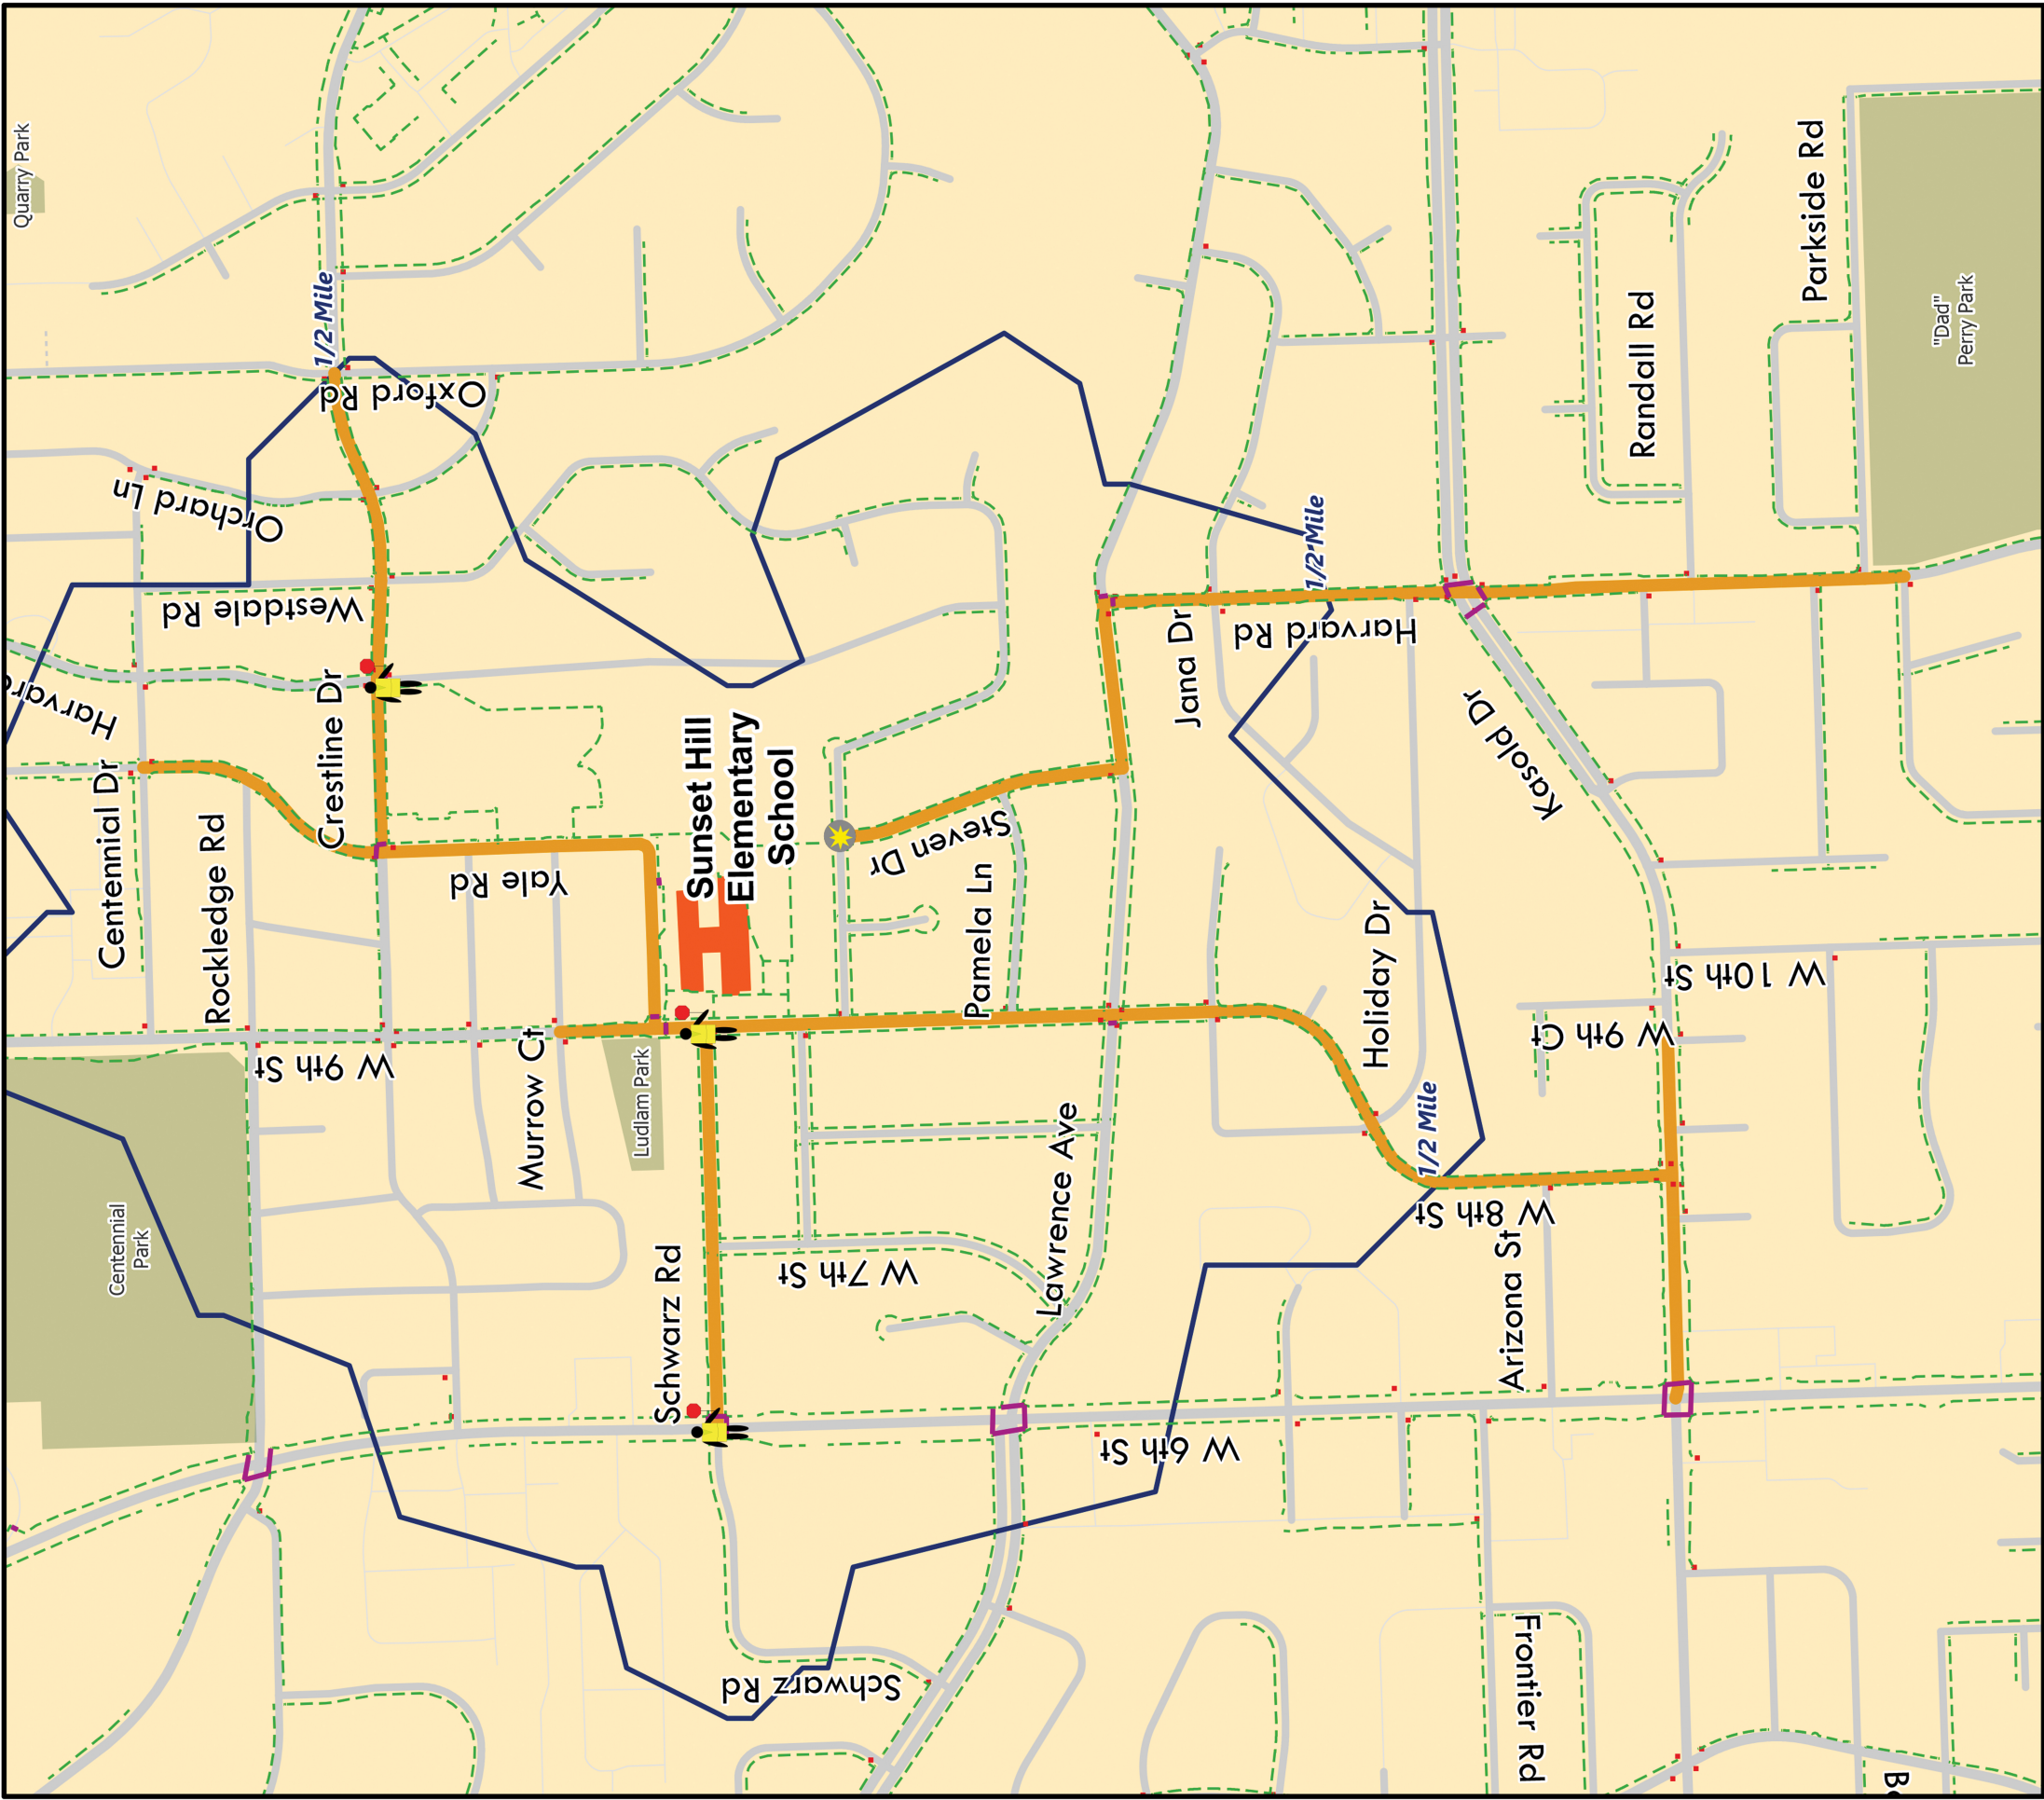 Quarry Park
1/2 Mile
Oxford Rd
Orchard Ln
Westdale Rd
Harvard
Crestline Dr
Centennial Dr
Rockledge Rd
Yale Rd
Sunset Hill
Elementary
School
Steven Dr
Pamela Ln
Jana Dr
1/2 Mile
Harvard Rd
Kasold Dr
Randall Rd
Parkside Rd
"Dad"
Perry Park
W 10th St
W 9th Ct
Holiday Dr
1/2 Mile
W 8th St
Arizona St
W 9th St
Murrow Ct
Ludlam Park
Centennial
Park
Schwarz Rd
W 7th St
Lawrence Ave
W 6th St
Schwarz Rd
Frontier Rd